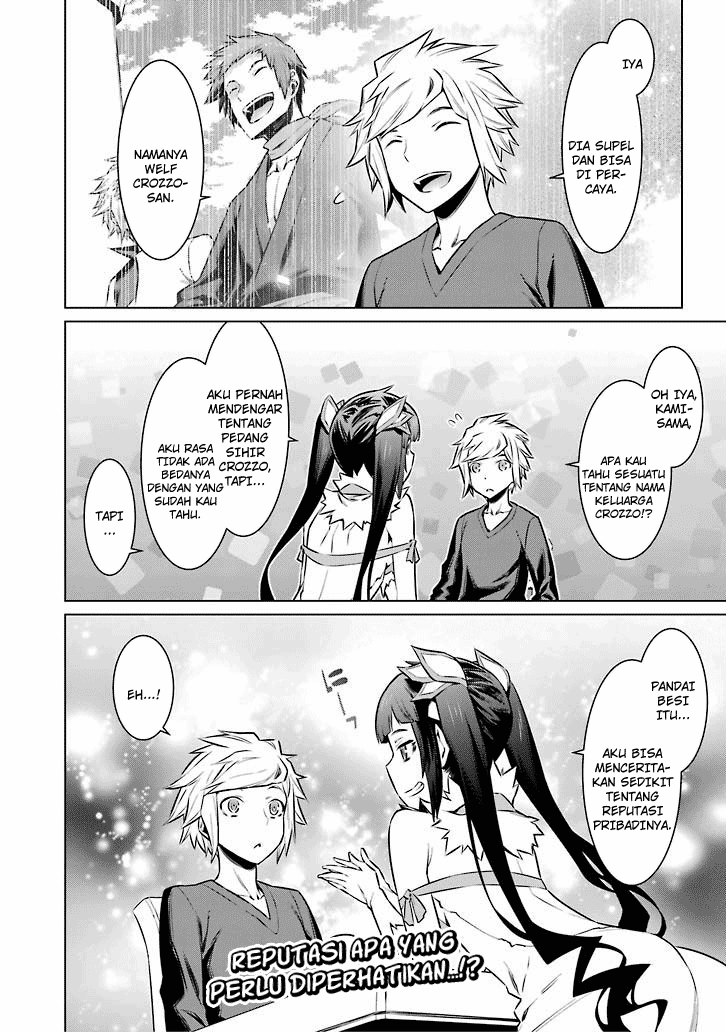 IYA
DIA SUPEL
DAN BISA
DI PER-
CAYA.
NAMANYA
WELF
CROZZO-
SAN.
OH IYA,
KAMI-
SAMA,
APA KAU
TAHU SESUATU
TENTANG NAMA
KELUARGA
CROZZO!?
AKU PERNAH
MENDENGAR
TENTANG
PEDANG
SIHIR
CROZZO,
TAPI...
AKU RASA
TIDAK ADA
BEDANYA
DENGAN YANG
SUDAH KAU
TAHU.
TAPI
...
PANDAI
BESI
ITU...
AKU BISA
MENCERITA-
KAN SEDIKIT
TENTANG
REPUTASI
PRIBADINYA.
EH...!
REPUTASI APA YANG
PERLU DIPERHATIKAN...!?